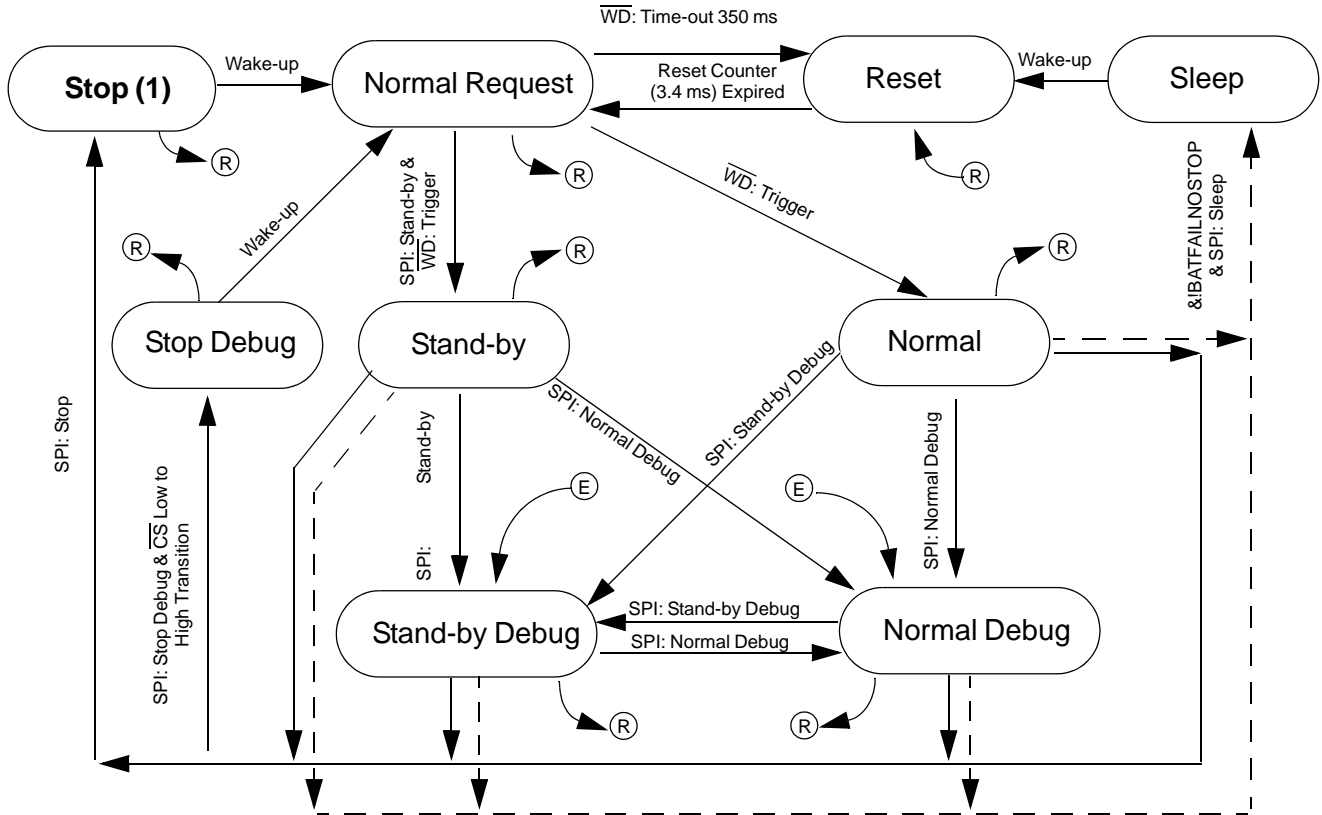 WD: Time-out 350 ms
Stop (1)
Wake-up
Normal Request
Reset Counter
(3.4 ms) Expired
Reset
Wake-up
Sleep
R
R
R
Wake-up
SPI: Stand-by &
WD: Trigger
WD: Trigger
&!BATFAILNOSTOP
& SPI: Sleep
R
R
R
Stop Debug
Stand-by
Normal
SPI: Stop
SPI: Stop Debug & CS Low to
High Transition
SPI: Stand-by
SPI: Normal Debug
SPI: Stand-by Debug
SPI: Normal Debug
E
E
Stand-by Debug
SPI: Stand-by Debug
SPI: Normal Debug
Normal Debug
R
R